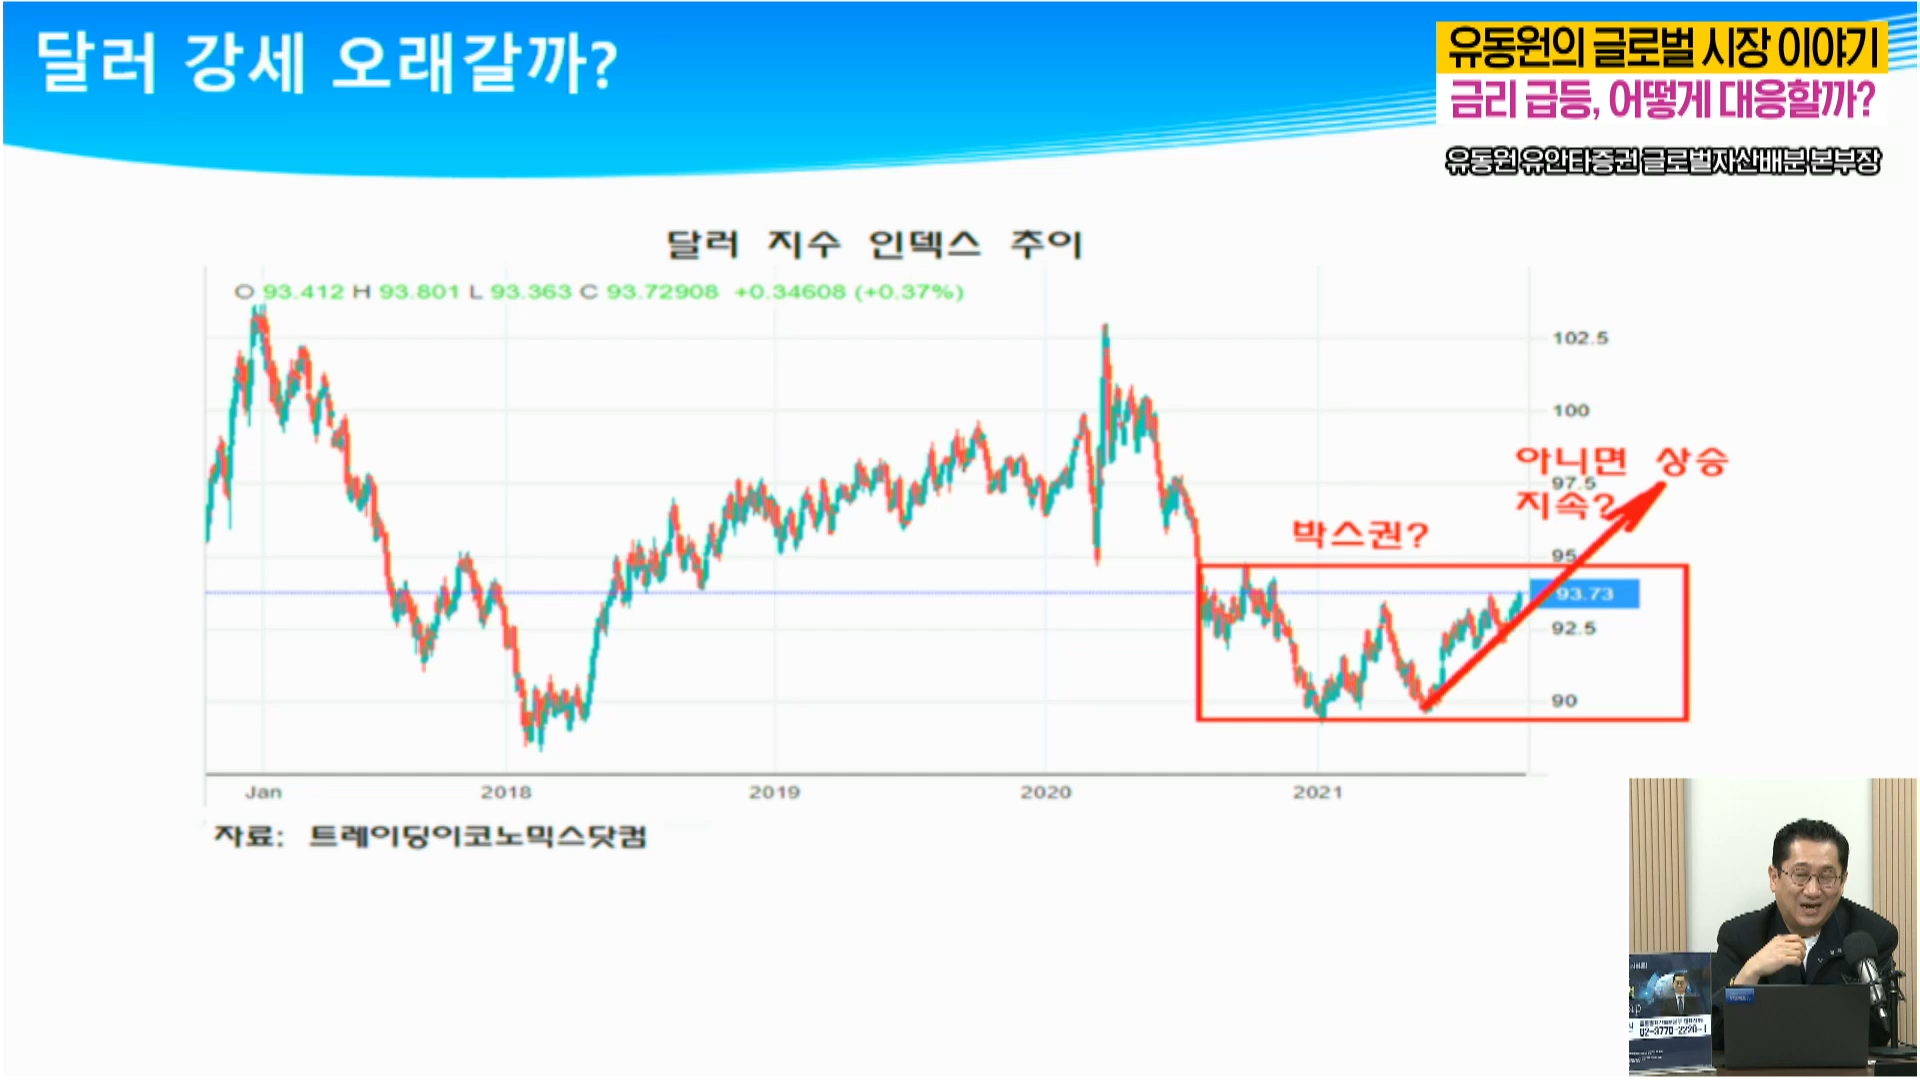 달러 강세 오래갈까?
유동원의 글로벌 시장 이야기
금리 급등, 어떻게 대응할까?
유동원 유안타증권 글로벌자산배분 본부장
달러 지수 인덱스 추이
O 93.412 H 93.801 L 93.363 C 93.72908 +0.34608 (+0.37%)
102.5
100
아니면 상승
97.5
지속?
박스권?
95
93.73
92.5
90
Jan 2018 2019 2020 2021
자료: 트레이딩이코노믹스닷컴
02-3770-2220~1